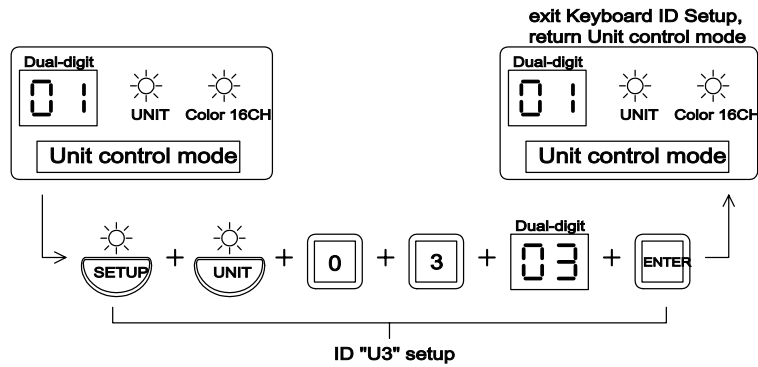 exit Keyboard ID Setup,
return Unit control mode
Dual-digit
01
UNIT
Color 16CH
Unit control mode
Dual-digit
01
UNIT
Color 16CH
Unit control mode
SETUP + UNIT + 0 + 3 + Dual-digit 03 + ENTER
ID "U3" setup